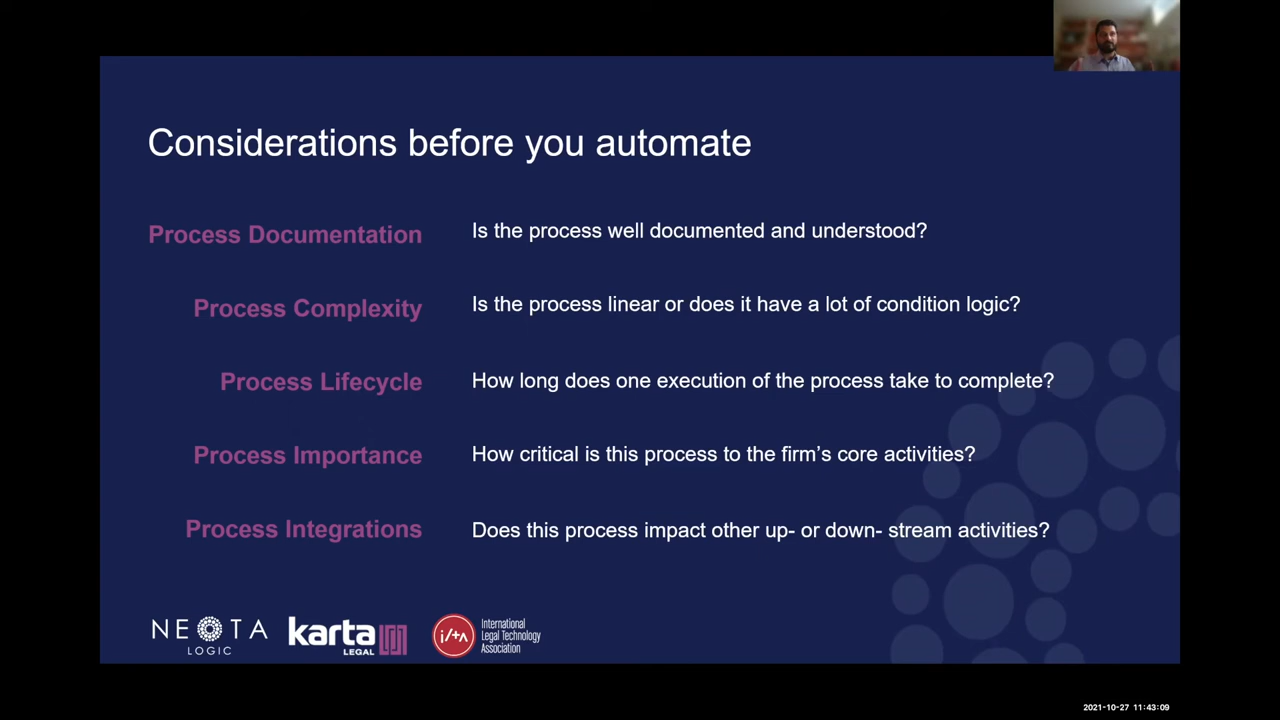 Considerations before you automate
Process Documentation
Is the process well documented and understood?
Process Complexity
Is the process linear or does it have a lot of condition logic?
Process Lifecycle
How long does one execution of the process take to complete?
Process Importance
How critical is this process to the firm’s core activities?
Process Integrations
Does this process impact other up- or down- stream activities?
NEOTA
LOGIC
karta
LEGAL
i/ta
International
Legal Technology
Association
2021-10-27 11:43:09